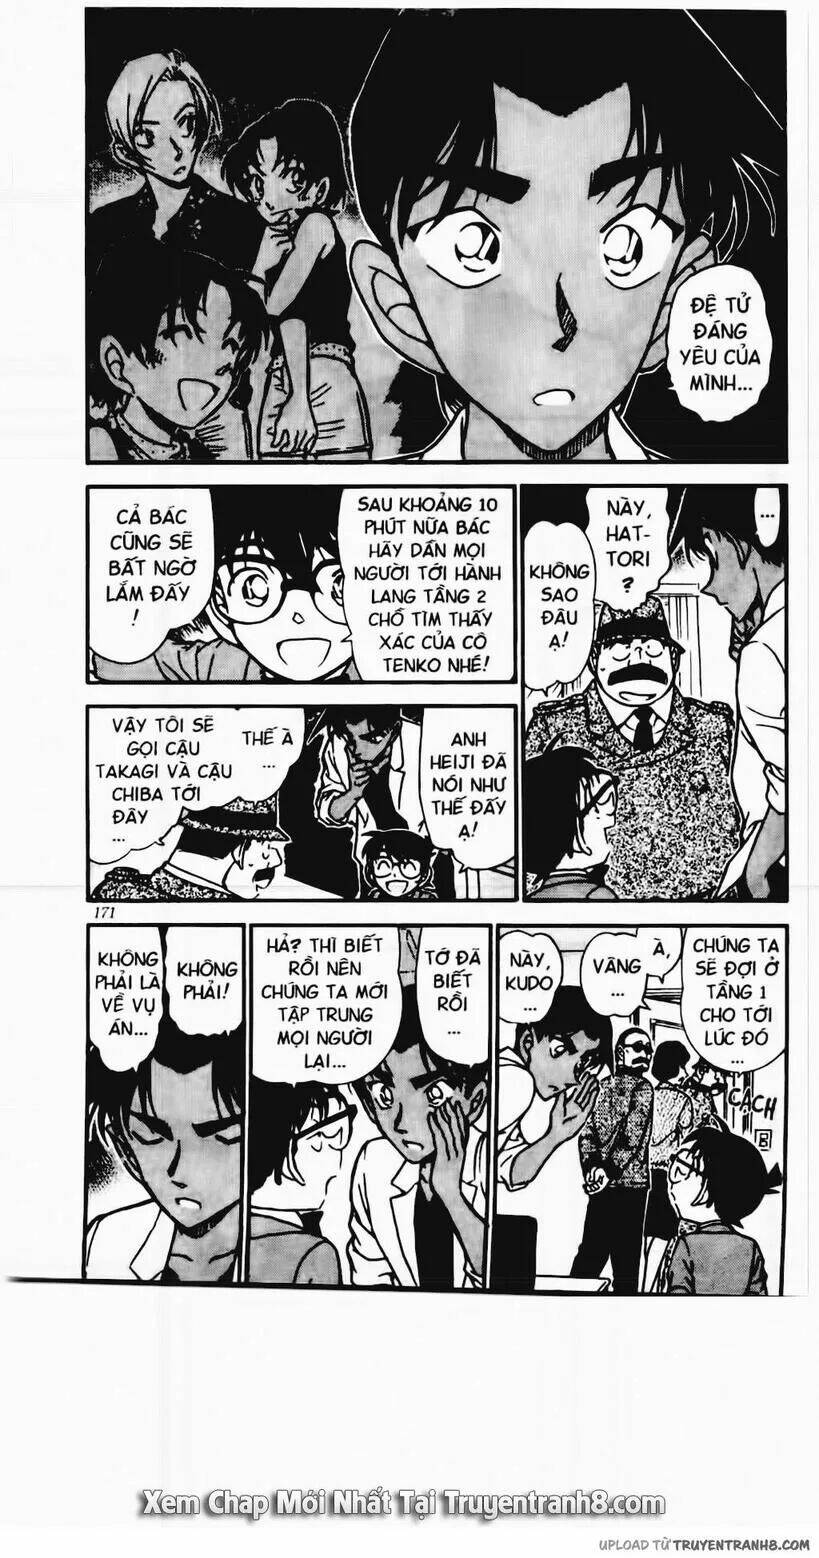 ĐỆ TỬ
ĐÁNG
YÊU CỦA
MÌNH...
...
NÀY,
HAT-
TORI
?
KHÔNG
SAO
ĐÂU
Ạ!
SAU KHOẢNG 10
PHÚT NỮA BÁC
HÃY DẪN MỌI
NGƯỜI TỚI HÀNH
LANG TẦNG 2
CHỖ TÌM THẤY
XÁC CỦA CÔ
TENKO NHÉ!
CẢ BÁC
CŨNG SẼ
BẤT NGỜ
LẮM ĐẤY
!
ANH
HEIJI ĐÃ
NÓI NHƯ
THẾ ĐẤY
Ạ!
THẾ À
...
VẬY TÔI SẼ
GỌI CẬU
TAKAGI VÀ CẬU
CHIBA TỚI
ĐÂY
...
171
CHÚNG TA
SẼ ĐỢI Ở
TẦNG 1
CHO TỚI
LÚC ĐÓ
...
À,
VÂNG
...
CẠCH
NÀY,
KUDO
...
TỚ ĐÃ
BIẾT
RỒI
...
HẢ? THÌ BIẾT
RỒI NÊN
CHÚNG TA MỚI
TẬP TRUNG
MỌI NGƯỜI
LẠI...
KHÔNG
PHẢI!
KHÔNG
PHẢI LÀ
VỀ VỤ
ÁN...
Xem Chap Mới Nhất Tại Truyentranh8.com
UPLOAD TỪ TRUYENTRANH8.COM